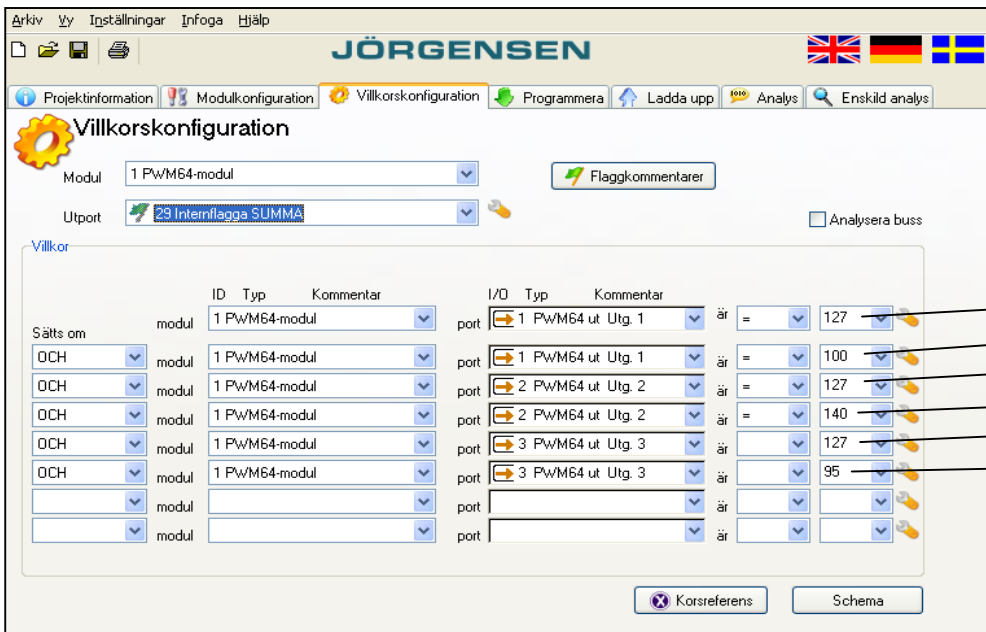 Arkiv Vy Inställningar Infoga Hjälp
JÖRGENSEN
Projektinformation Modulkonfiguration Villkorskonfiguration Programmera Ladda upp Analys Enskild analys
Villkorskonfiguration
Modul 1 PWM64-modul Flaggkommentarer
Utport 29 Internflagga SUMMA Analysera buss
Villkor
ID Typ Kommentar I/O Typ Kommentar
Sätts om modul 1 PWM64-modul port 1 PWM64 ut Utg. 1 är = 127
OCH modul 1 PWM64-modul port 1 PWM64 ut Utg. 1 är = 100
OCH modul 1 PWM64-modul port 2 PWM64 ut Utg. 2 är = 127
OCH modul 1 PWM64-modul port 2 PWM64 ut Utg. 2 är = 140
OCH modul 1 PWM64-modul port 3 PWM64 ut Utg. 3 är 127
OCH modul 1 PWM64-modul port 3 PWM64 ut Utg. 3 är 95
modul port är
modul port är
Korsreferens Schema